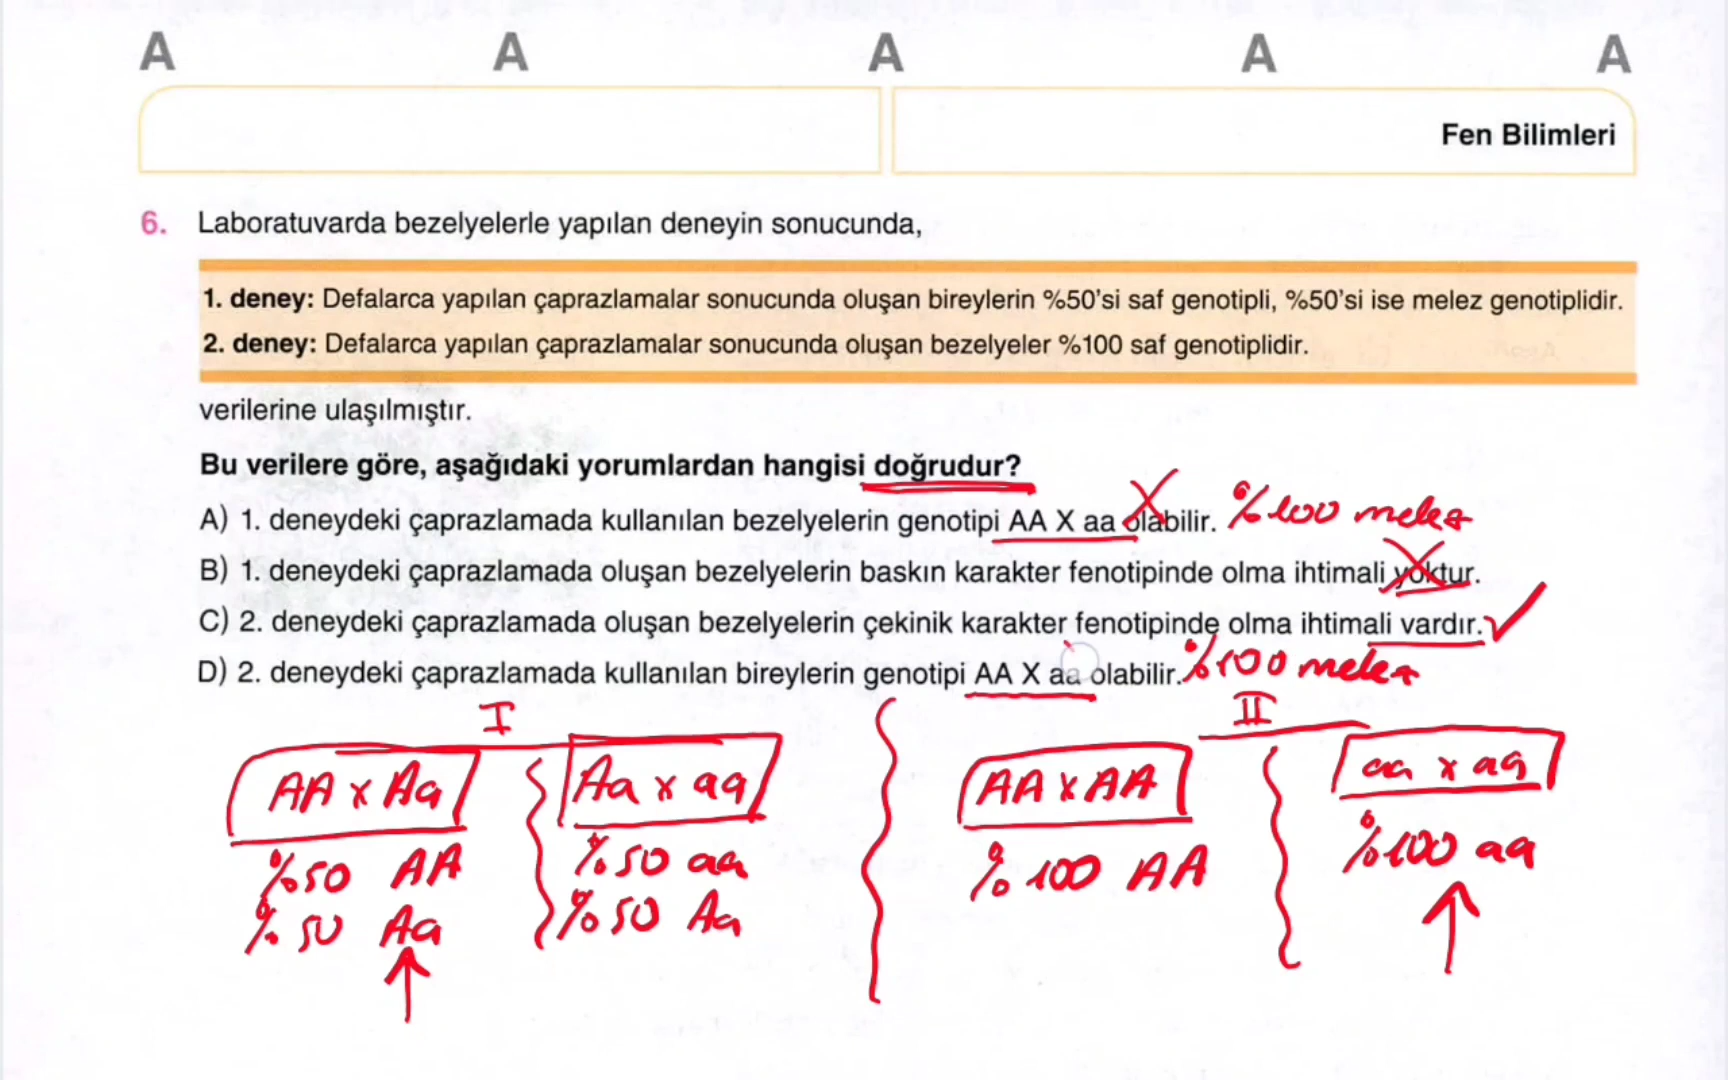 A A A A A
Fen Bilimleri
6. Laboratuvarda bezelyelerle yapılan deneyin sonucunda,
1. deney: Defalarca yapılan çaprazlamalar sonucunda oluşan bireylerin %50'si saf genotipli, %50'si ise melez genotiplidir.
2. deney: Defalarca yapılan çaprazlamalar sonucunda oluşan bezelyeler %100 saf genotiplidir.
verilerine ulaşılmıştır.
Bu verilere göre, aşağıdaki yorumlardan hangisi doğrudur?
A) 1. deneydeki çaprazlamada kullanılan bezelyelerin genotipi AA X aa olabilir. %100 melez
B) 1. deneydeki çaprazlamada oluşan bezelyelerin baskın karakter fenotipinde olma ihtimali yoktur.
C) 2. deneydeki çaprazlamada oluşan bezelyelerin çekinik karakter fenotipinde olma ihtimali vardır.
D) 2. deneydeki çaprazlamada kullanılan bireylerin genotipi AA X aa olabilir. %100 melez
I II
AA x Aa Aa x aa AA x AA aa x aa
%50 AA %50 aa %100 AA %100 aa
%50 Aa %50 Aa